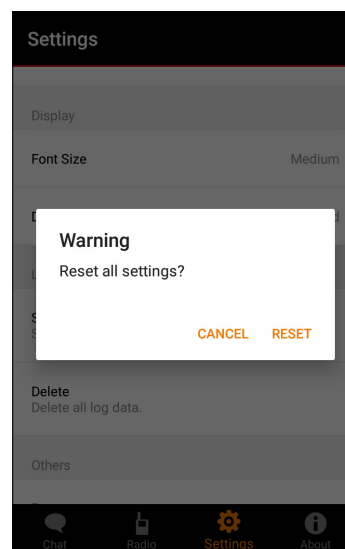 Settings
Display
Font Size Medium
Warning
Reset all settings?
CANCEL RESET
Delete
Delete all log data.
Others
Chat Radio Settings About